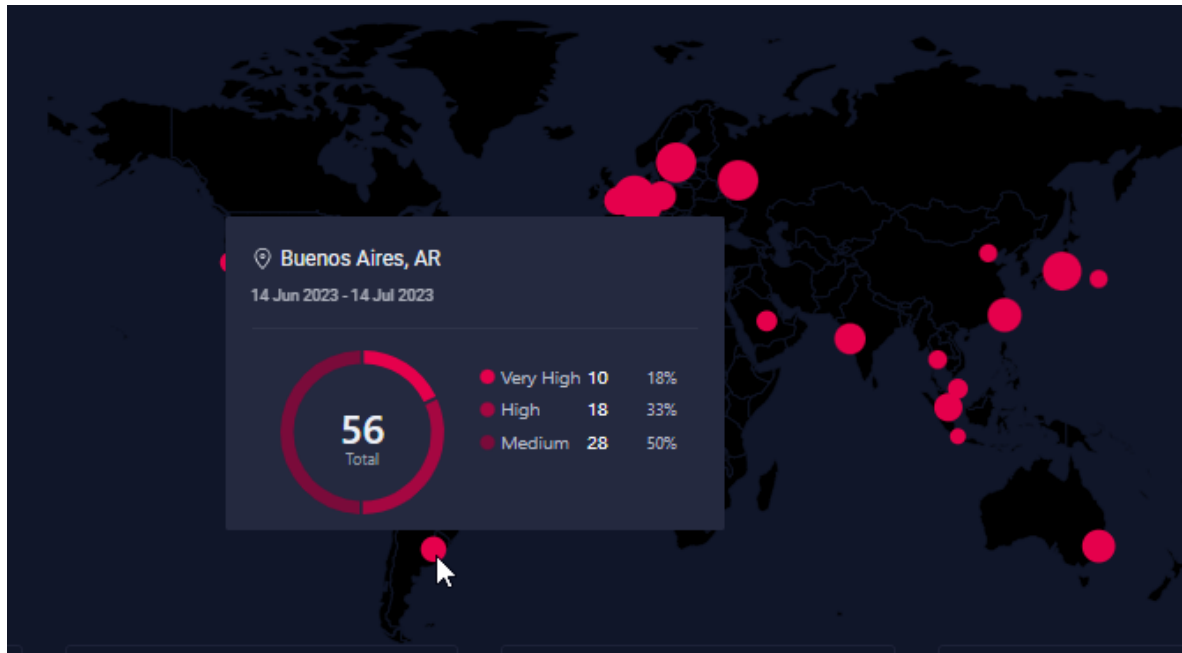 Buenos Aires, AR
14 Jun 2023 - 14 Jul 2023
56
Total
Very High 10 18%
High 18 33%
Medium 28 50%